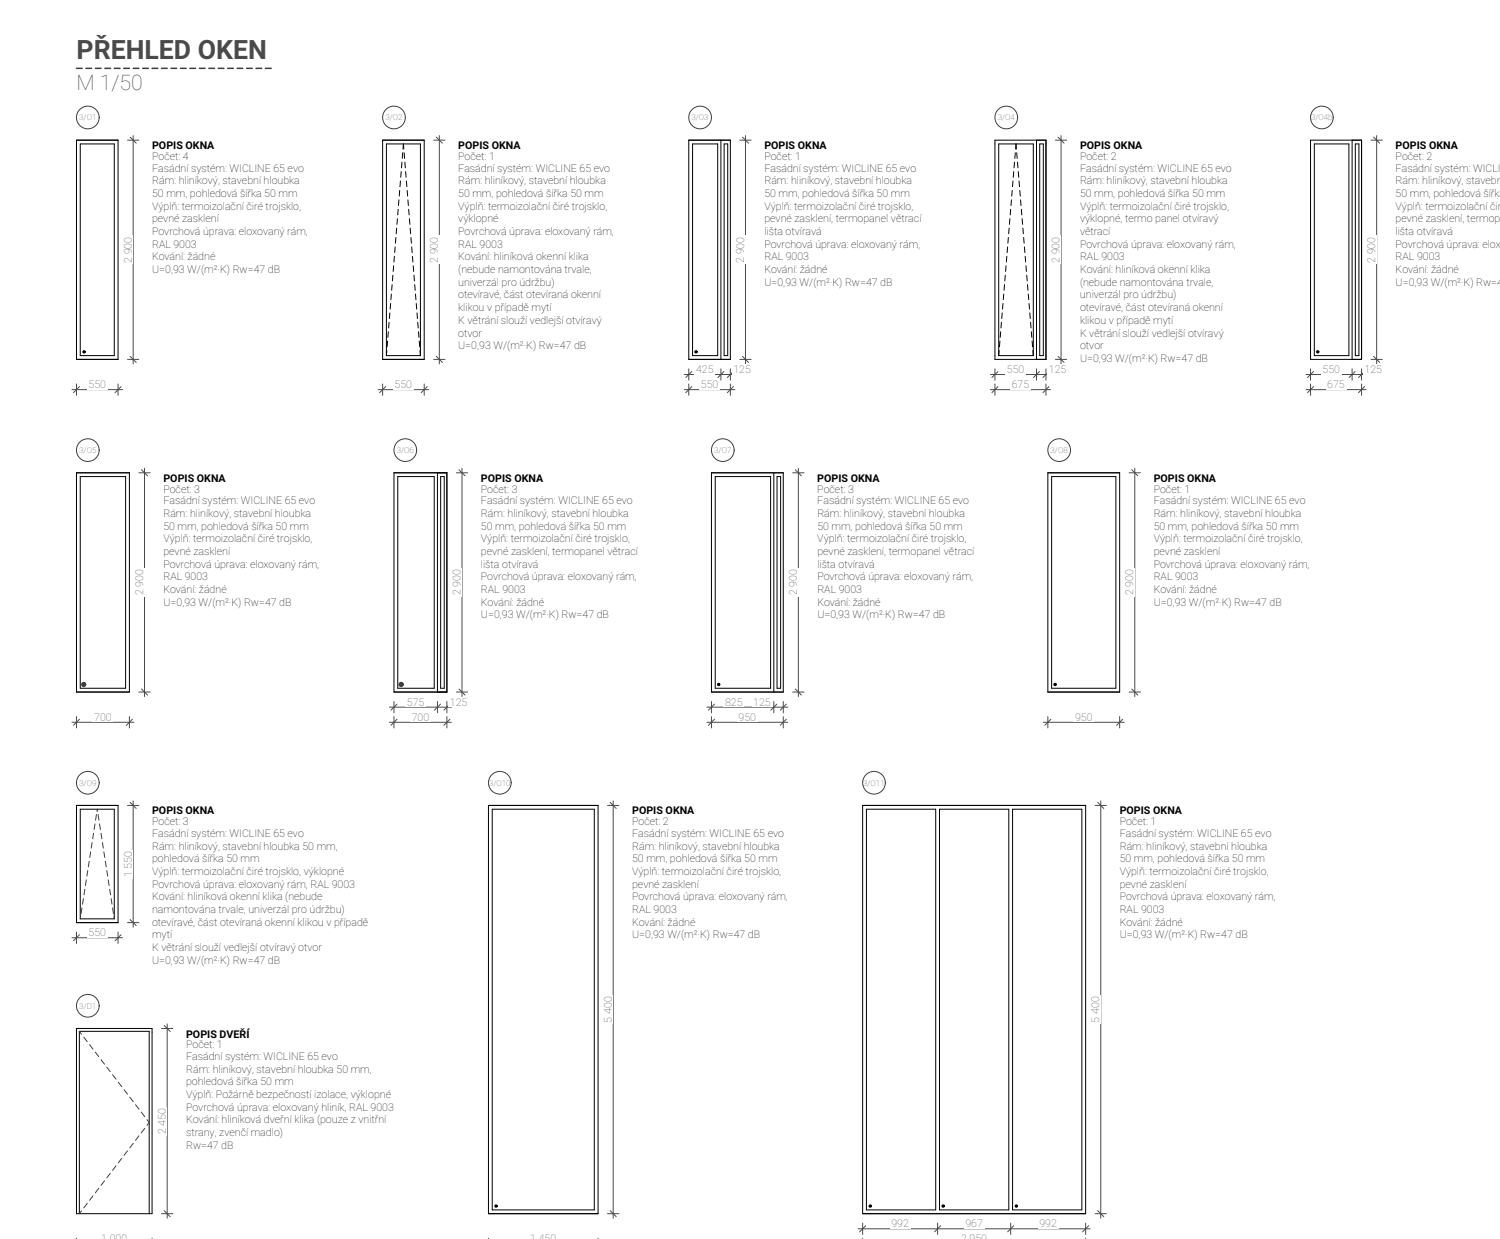 PŘEHLED OKEN
M 1/50
3/O1
POPIS OKNA
Počet: 4
Fasádní systém: WICLINE 65 evo
Rám: hliníkový, stavební hloubka
50 mm, pohledová šířka 50 mm
Výplň: termoizolační čiré trojsklo,
pevné zasklení
Povrchová úprava: eloxovaný rám,
RAL 9003
Kování: žádné
U=0,93 W/(m²·K) Rw=47 dB
2 900
550
3/O2
POPIS OKNA
Počet: 1
Fasádní systém: WICLINE 65 evo
Rám: hliníkový, stavební hloubka
50 mm, pohledová šířka 50 mm
Výplň: termoizolační čiré trojsklo,
výklopné
Povrchová úprava: eloxovaný rám,
RAL 9003
Kování: hliníková okenní klika
(nebude namontována trvale,
univerzál pro údržbu)
otevíravé, část otevíraná okenní
klikou v případě mytí
K větrání slouží vedlejší otvíravý
otvor
U=0,93 W/(m²·K) Rw=47 dB
2 900
550
3/O3
POPIS OKNA
Počet: 1
Fasádní systém: WICLINE 65 evo
Rám: hliníkový, stavební hloubka
50 mm, pohledová šířka 50 mm
Výplň: termoizolační čiré trojsklo,
pevné zasklení, termopanel větrací
lišta otvíravá
Povrchová úprava: eloxovaný rám,
RAL 9003
Kování: žádné
U=0,93 W/(m²·K) Rw=47 dB
2 900
425 125
550
3/O4
POPIS OKNA
Počet: 2
Fasádní systém: WICLINE 65 evo
Rám: hliníkový, stavební hloubka
50 mm, pohledová šířka 50 mm
Výplň: termoizolační čiré trojsklo,
výklopné, termo panel otvíravý
větrací
Povrchová úprava: eloxovaný rám,
RAL 9003
Kování: hliníková okenní klika
(nebude namontována trvale,
univerzál pro údržbu)
otevíravé, část otevíraná okenní
klikou v případě mytí
K větrání slouží vedlejší otvíravý
otvor
U=0,93 W/(m²·K) Rw=47 dB
2 900
550 125
675
3/O4b
POPIS OKNA
Počet: 2
Fasádní systém: WICLI
Rám: hliníkový, staveb
50 mm, pohledová šířk
Výplň: termoizolační čir
pevné zasklení, termop
lišta otvíravá
Povrchová úprava: elox
RAL 9003
Kování: žádné
U=0,93 W/(m²·K) Rw=4
2 900
550 125
675
3/O5
POPIS OKNA
Počet: 3
Fasádní systém: WICLINE 65 evo
Rám: hliníkový, stavební hloubka
50 mm, pohledová šířka 50 mm
Výplň: termoizolační čiré trojsklo,
pevné zasklení
Povrchová úprava: eloxovaný rám,
RAL 9003
Kování: žádné
U=0,93 W/(m²·K) Rw=47 dB
2 900
700
3/O6
POPIS OKNA
Počet: 3
Fasádní systém: WICLINE 65 evo
Rám: hliníkový, stavební hloubka
50 mm, pohledová šířka 50 mm
Výplň: termoizolační čiré trojsklo,
pevné zasklení, termopanel větrací
lišta otvíravá
Povrchová úprava: eloxovaný rám,
RAL 9003
Kování: žádné
U=0,93 W/(m²·K) Rw=47 dB
2 900
575 125
700
3/O7
POPIS OKNA
Počet: 3
Fasádní systém: WICLINE 65 evo
Rám: hliníkový, stavební hloubka
50 mm, pohledová šířka 50 mm
Výplň: termoizolační čiré trojsklo,
pevné zasklení, termopanel větrací
lišta otvíravá
Povrchová úprava: eloxovaný rám,
RAL 9003
Kování: žádné
U=0,93 W/(m²·K) Rw=47 dB
2 900
825 125
950
3/O8
POPIS OKNA
Počet: 1
Fasádní systém: WICLINE 65 evo
Rám: hliníkový, stavební hloubka
50 mm, pohledová šířka 50 mm
Výplň: termoizolační čiré trojsklo,
pevné zasklení
Povrchová úprava: eloxovaný rám,
RAL 9003
Kování: žádné
U=0,93 W/(m²·K) Rw=47 dB
2 900
950
3/O9
POPIS OKNA
Počet: 3
Fasádní systém: WICLINE 65 evo
Rám: hliníkový, stavební hloubka 50 mm,
pohledová šířka 50 mm
Výplň: termoizolační čiré trojsklo, výklopné
Povrchová úprava: eloxovaný rám, RAL 9003
Kování: hliníková okenní klika (nebude
namontována trvale, univerzál pro údržbu)
otevíravé, část otevíraná okenní klikou v případě
mytí
K větrání slouží vedlejší otvíravý otvor
U=0,93 W/(m²·K) Rw=47 dB
1 550
550
3/O10
POPIS OKNA
Počet: 2
Fasádní systém: WICLINE 65 evo
Rám: hliníkový, stavební hloubka
50 mm, pohledová šířka 50 mm
Výplň: termoizolační čiré trojsklo,
pevné zasklení
Povrchová úprava: eloxovaný rám,
RAL 9003
Kování: žádné
U=0,93 W/(m²·K) Rw=47 dB
5 400
1 450
3/O11
POPIS OKNA
Počet: 1
Fasádní systém: WICLINE 65 evo
Rám: hliníkový, stavební hloubka
50 mm, pohledová šířka 50 mm
Výplň: termoizolační čiré trojsklo,
pevné zasklení
Povrchová úprava: eloxovaný rám,
RAL 9003
Kování: žádné
U=0,93 W/(m²·K) Rw=47 dB
5 400
992 967 992
2 950
3/D1
POPIS DVEŘÍ
Počet: 1
Fasádní systém: WICLINE 65 evo
Rám: hliníkový, stavební hloubka 50 mm,
pohledová šířka 50 mm
Výplň: Požárně bezpečností izolace, výklopné
Povrchová úprava: eloxovaný hliník, RAL 9003
Kování: hliníková dveřní klika (pouze z vnitřní
strany, zvenčí madlo)
Rw=47 dB
2 450
1 000